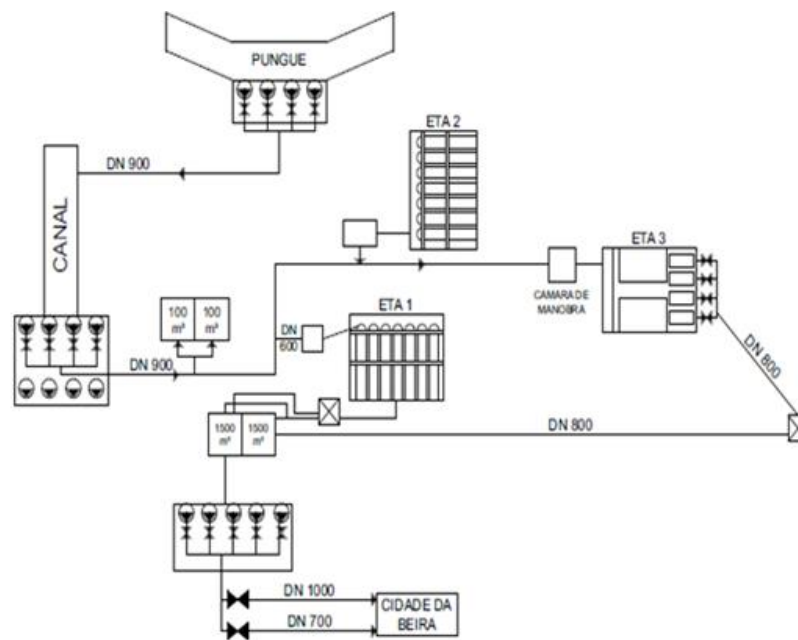 PUNGUE
ETA 2
DN 900
CANAL
ETA 3
CAMARA DE
MANOBRA
100
m³
100
m³
ETA 1
DN
600
DN 900
DN 800
1500
m³
1500
m³
DN 800
DN 1000
DN 700
CIDADE DA
BEIRA